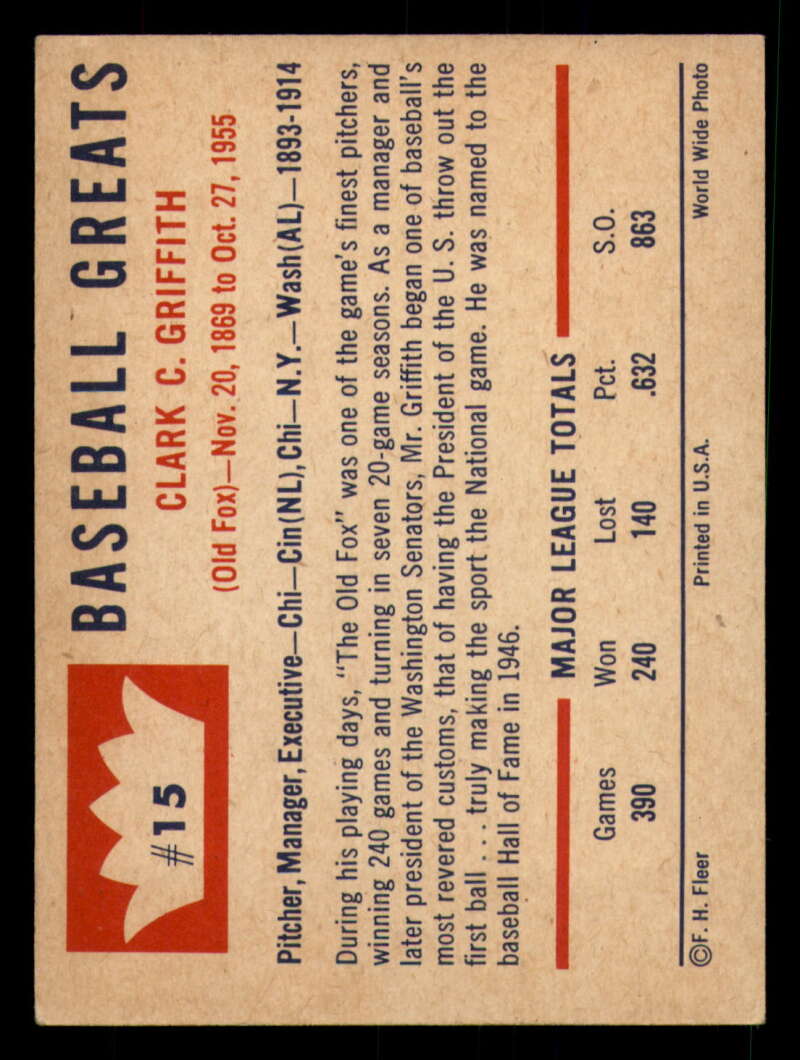 #15
BASEBALL GREATS
CLARK C. GRIFFITH
(Old Fox)—Nov. 20, 1869 to Oct. 27, 1955
Pitcher, Manager, Executive—Chi—Cin(NL), Chi—N.Y.—Wash(AL)—1893-1914
During his playing days, "The Old Fox" was one of the game's finest pitchers,
winning 240 games and turning in seven 20-game seasons. As a manager and
later president of the Washington Senators, Mr. Griffith began one of baseball's
most revered customs, that of having the President of the U. S. throw out the
first ball . . . truly making the sport the National game. He was named to the
baseball Hall of Fame in 1946.
MAJOR LEAGUE TOTALS
Games Won Lost Pct. S.O.
390 240 140 .632 863
©F. H. Fleer Printed in U.S.A. World Wide Photo